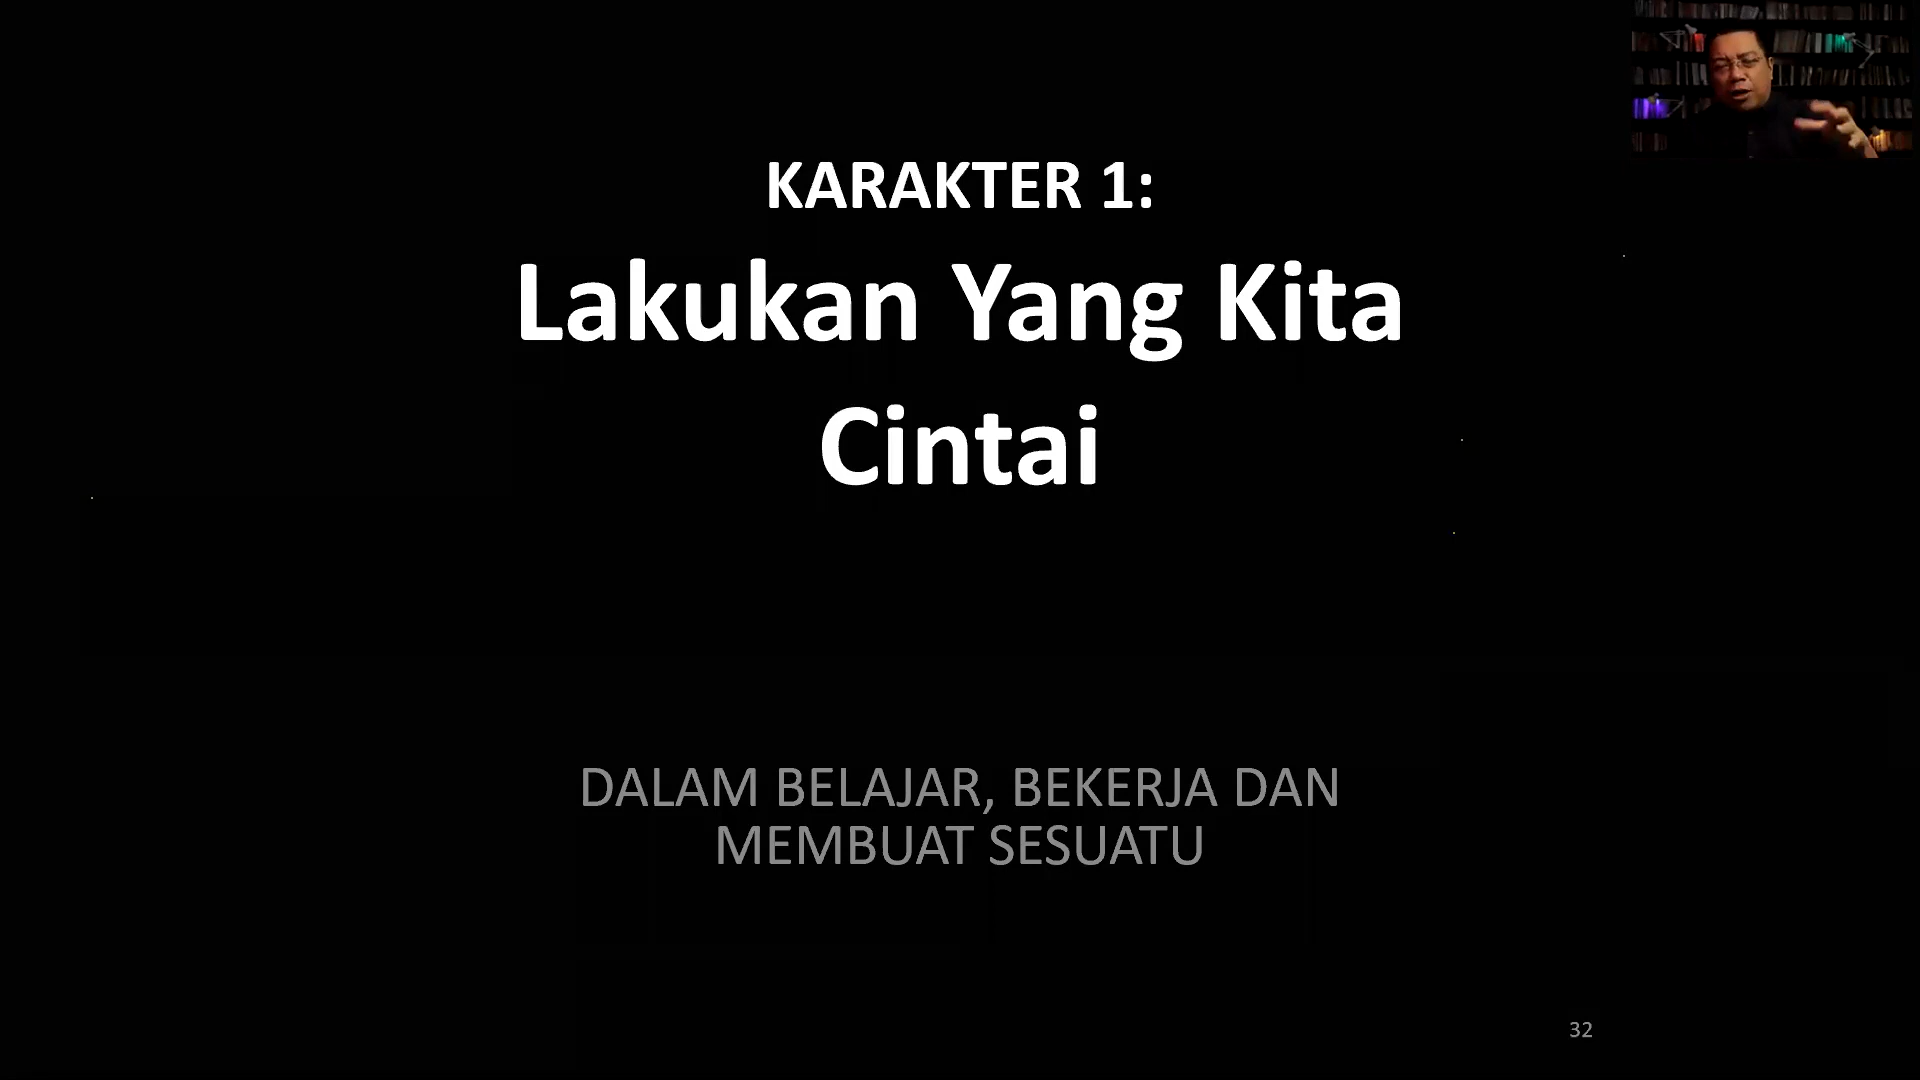 KARAKTER 1:
Lakukan Yang Kita
Cintai
DALAM BELAJAR, BEKERJA DAN
MEMBUAT SESUATU
32